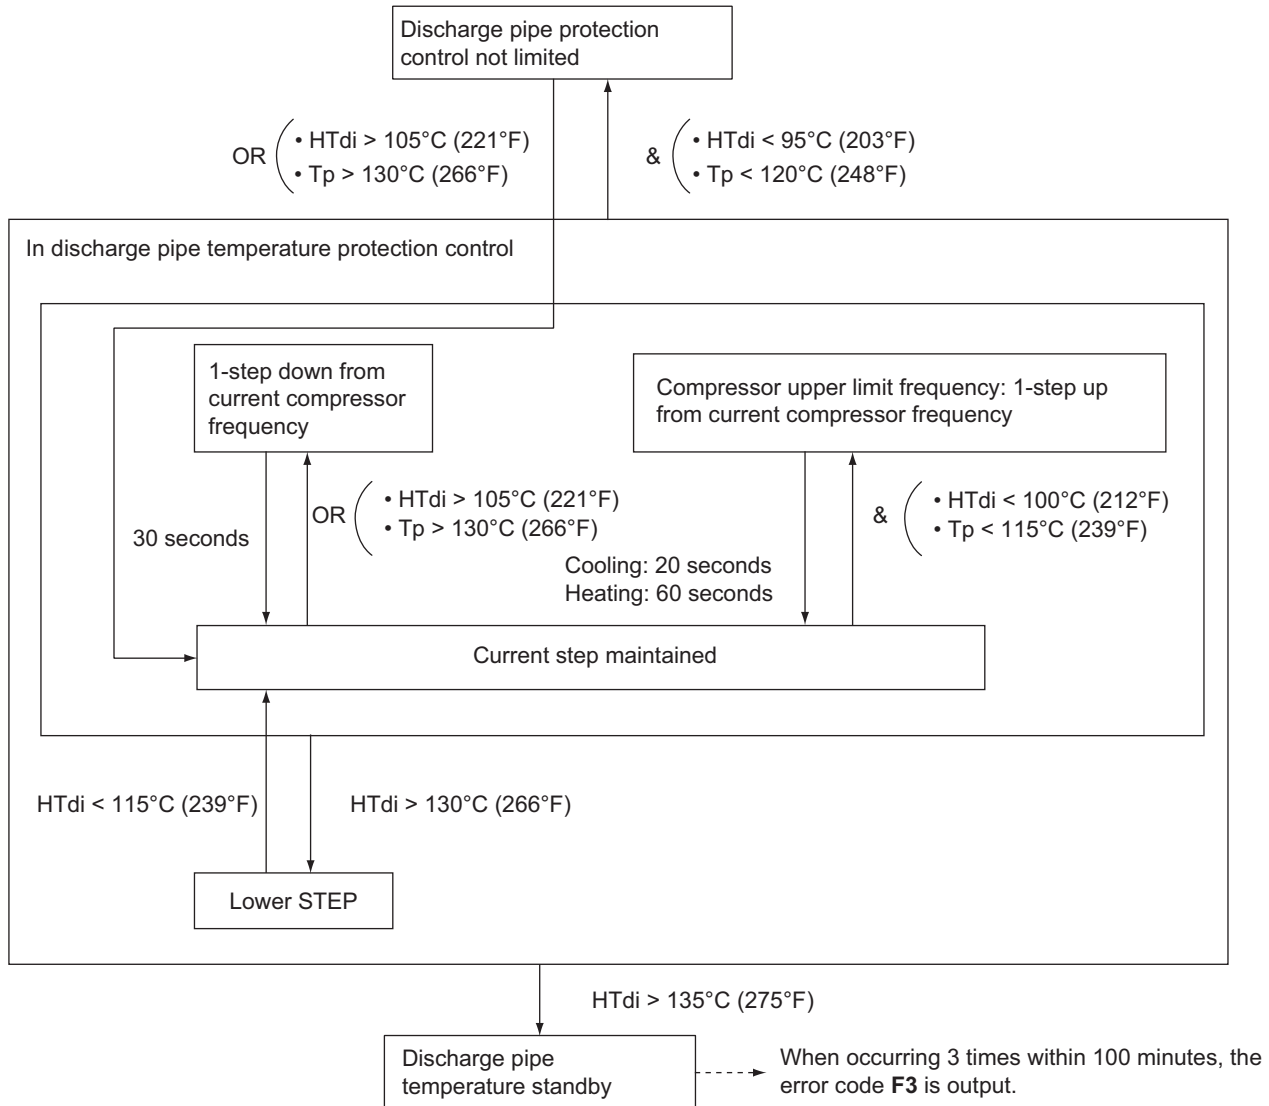 Discharge pipe protection
control not limited
OR
• HTdi > 105°C (221°F)
• Tp > 130°C (266°F)
&
• HTdi < 95°C (203°F)
• Tp < 120°C (248°F)
In discharge pipe temperature protection control
1-step down from
current compressor
frequency
Compressor upper limit frequency: 1-step up
from current compressor frequency
30 seconds
OR
• HTdi > 105°C (221°F)
• Tp > 130°C (266°F)
Cooling: 20 seconds
Heating: 60 seconds
&
• HTdi < 100°C (212°F)
• Tp < 115°C (239°F)
Current step maintained
HTdi < 115°C (239°F)
HTdi > 130°C (266°F)
Lower STEP
HTdi > 135°C (275°F)
Discharge pipe
temperature standby
When occurring 3 times within 100 minutes, the
error code F3 is output.